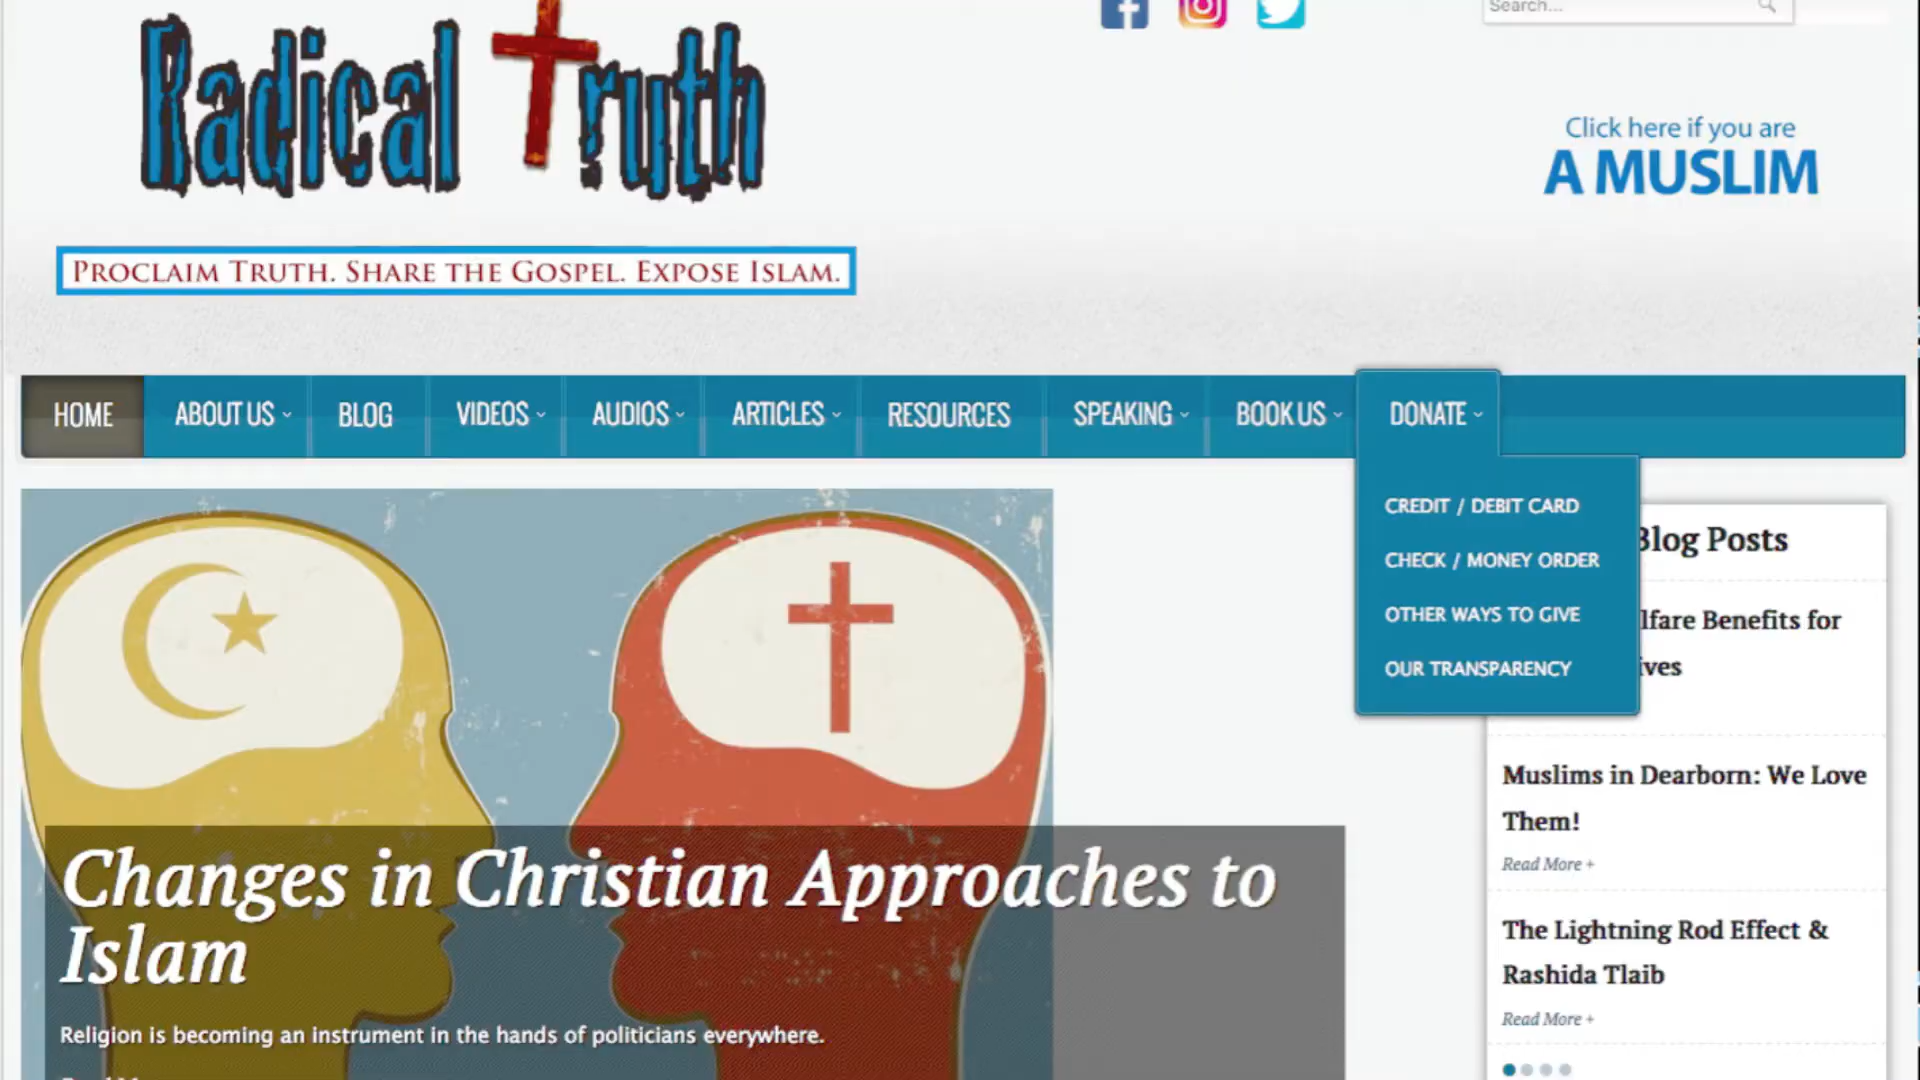 Radical Truth
Search...
Click here if you are
A MUSLIM
PROCLAIM TRUTH. SHARE THE GOSPEL. EXPOSE ISLAM.
HOME
ABOUT US
BLOG
VIDEOS
AUDIOS
ARTICLES
RESOURCES
SPEAKING
BOOK US
DONATE
CREDIT / DEBIT CARD
CHECK / MONEY ORDER
OTHER WAYS TO GIVE
OUR TRANSPARENCY
Blog Posts
Benefits for
Muslims in Dearborn: We Love
Them!
Read More +
The Lightning Rod Effect &
Rashida Tlaib
Read More +
Changes in Christian Approaches to
Islam
Religion is becoming an instrument in the hands of politicians everywhere.